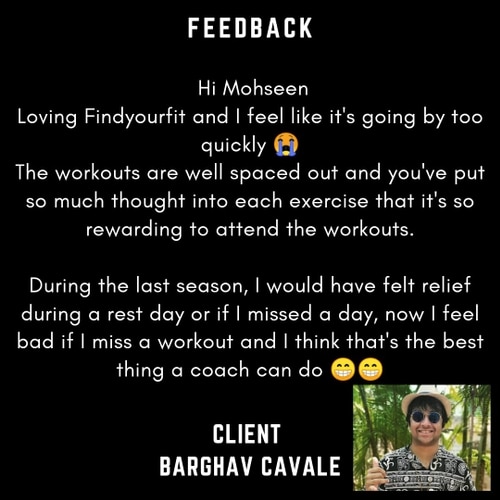 FEEDBACK
Hi Mohseen
Loving Findyourfit and I feel like it's going by too
quickly 😭
The workouts are well spaced out and you've put
so much thought into each exercise that it's so
rewarding to attend the workouts.
During the last season, I would have felt relief
during a rest day or if I missed a day, now I feel
bad if I miss a workout and I think that's the best
thing a coach can do 😁😁
CLIENT
BARGHAV CAVALE